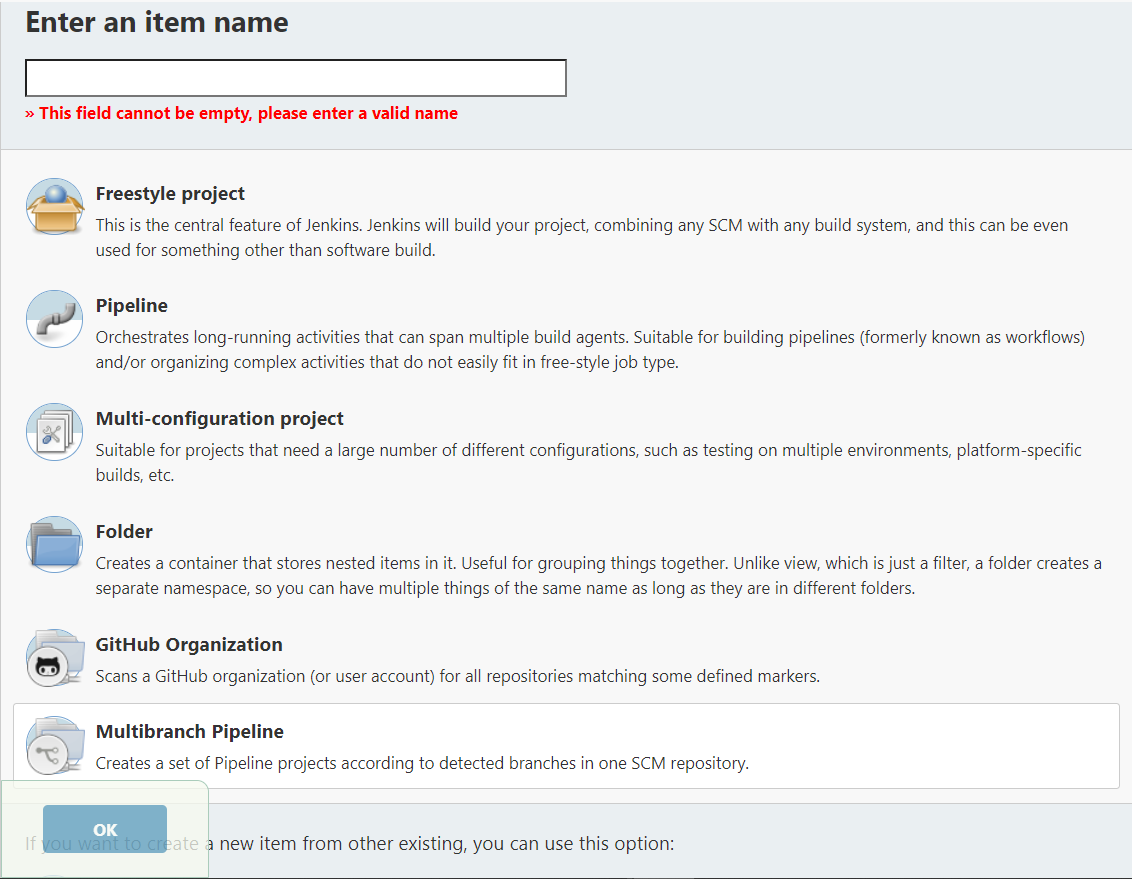 Enter an item name
» This field cannot be empty, please enter a valid name
Freestyle project
This is the central feature of Jenkins. Jenkins will build your project, combining any SCM with any build system, and this can be even
used for something other than software build.
Pipeline
Orchestrates long-running activities that can span multiple build agents. Suitable for building pipelines (formerly known as workflows)
and/or organizing complex activities that do not easily fit in free-style job type.
Multi-configuration project
Suitable for projects that need a large number of different configurations, such as testing on multiple environments, platform-specific
builds, etc.
Folder
Creates a container that stores nested items in it. Useful for grouping things together. Unlike view, which is just a filter, a folder creates a
separate namespace, so you can have multiple things of the same name as long as they are in different folders.
GitHub Organization
Scans a GitHub organization (or user account) for all repositories matching some defined markers.
Multibranch Pipeline
Creates a set of Pipeline projects according to detected branches in one SCM repository.
OK
If you want to create a new item from other existing, you can use this option: